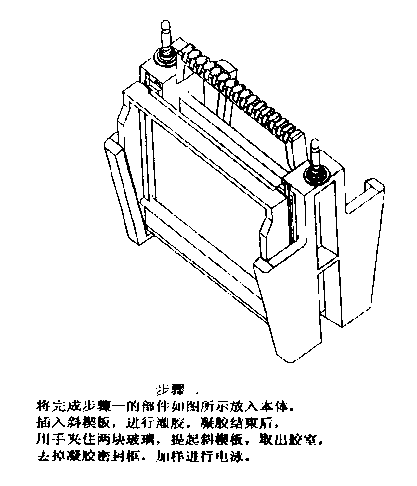 步骤二
将完成步骤一的部件如图所示放入本体。
插入斜楔板，进行灌胶。凝胶结束后，
用手夹住两块玻璃，提起斜楔板，取出胶室，
去掉凝胶密封框，加样进行电泳。